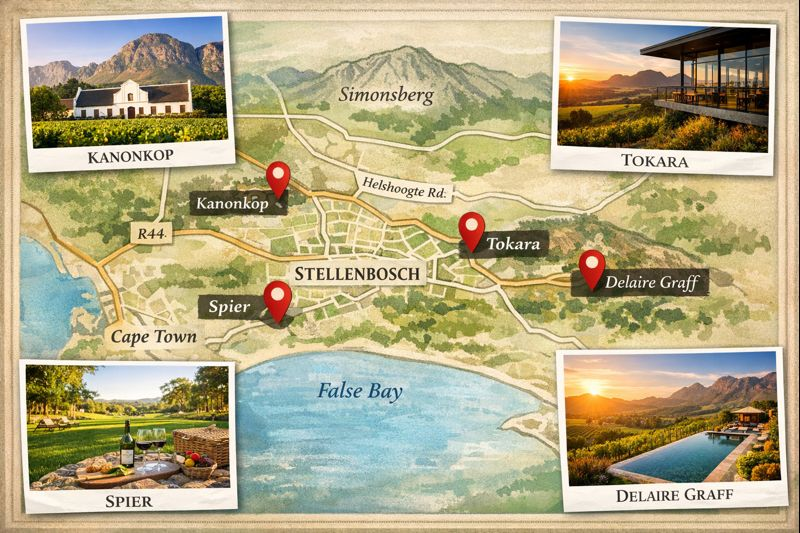 KANONKOP
Simonsberg
TOKARA
Helshoogte Rd.
Kanonkop
R44.
Tokara
STELLENBOSCH
Delaire Graff
Spier
Cape Town
False Bay
SPIER
DELAIRE GRAFF